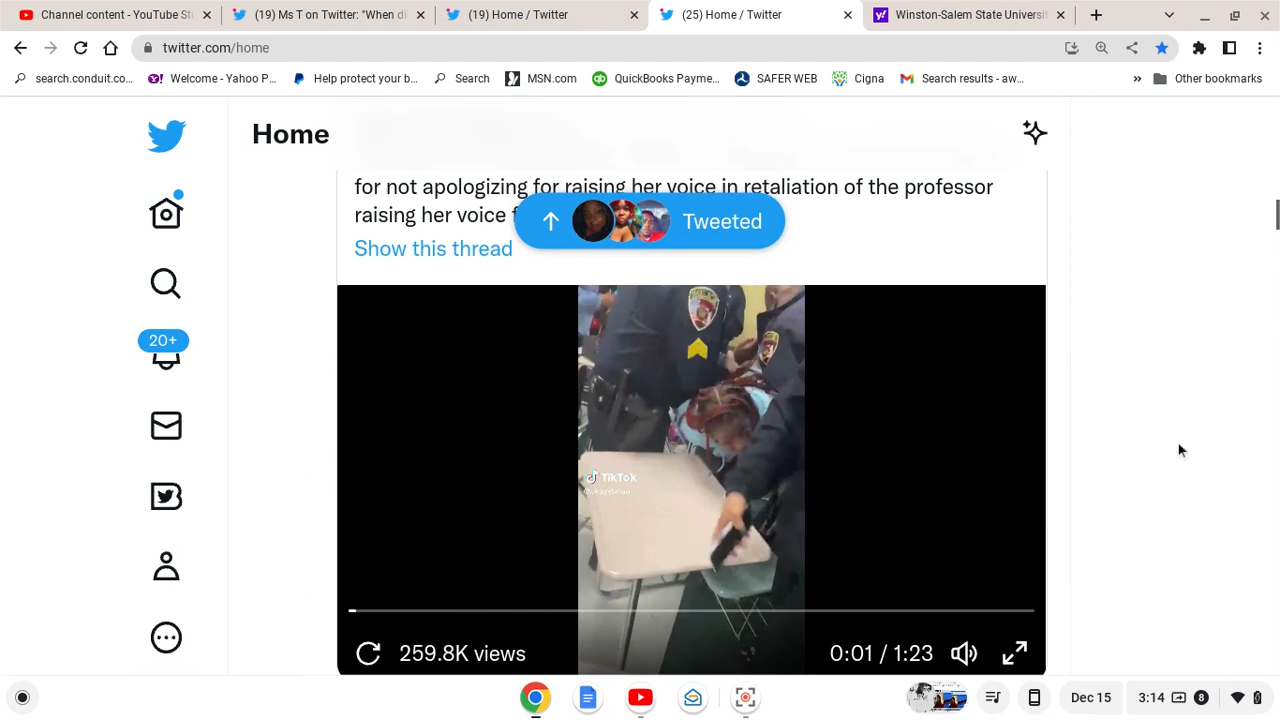 Channel content - YouTube St
(19) Ms T on Twitter: "When di
(19) Home / Twitter
(25) Home / Twitter
Winston-Salem State Universit
twitter.com/home
search.conduit.co...
Welcome - Yahoo P...
Help protect your b...
Search
MSN.com
QuickBooks Payme...
SAFER WEB
Cigna
Search results - aw...
»
Other bookmarks
Home
for not apologizing for raising her voice in retaliation of the professor
raising her voice
Tweeted
Show this thread
20+
TikTok
259.8K views
0:01 / 1:23
Dec 15
3:14
8